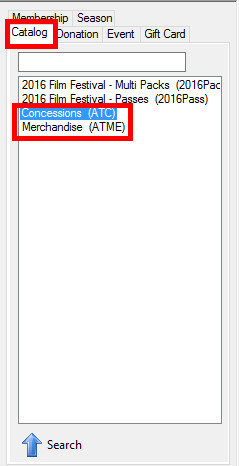 Membership Season
Catalog Donation Event Gift Card
2016 Film Festival - Multi Packs (2016Pac
2016 Film Festival - Passes (2016Pass)
Concessions (ATC)
Merchandise (ATME)
Search